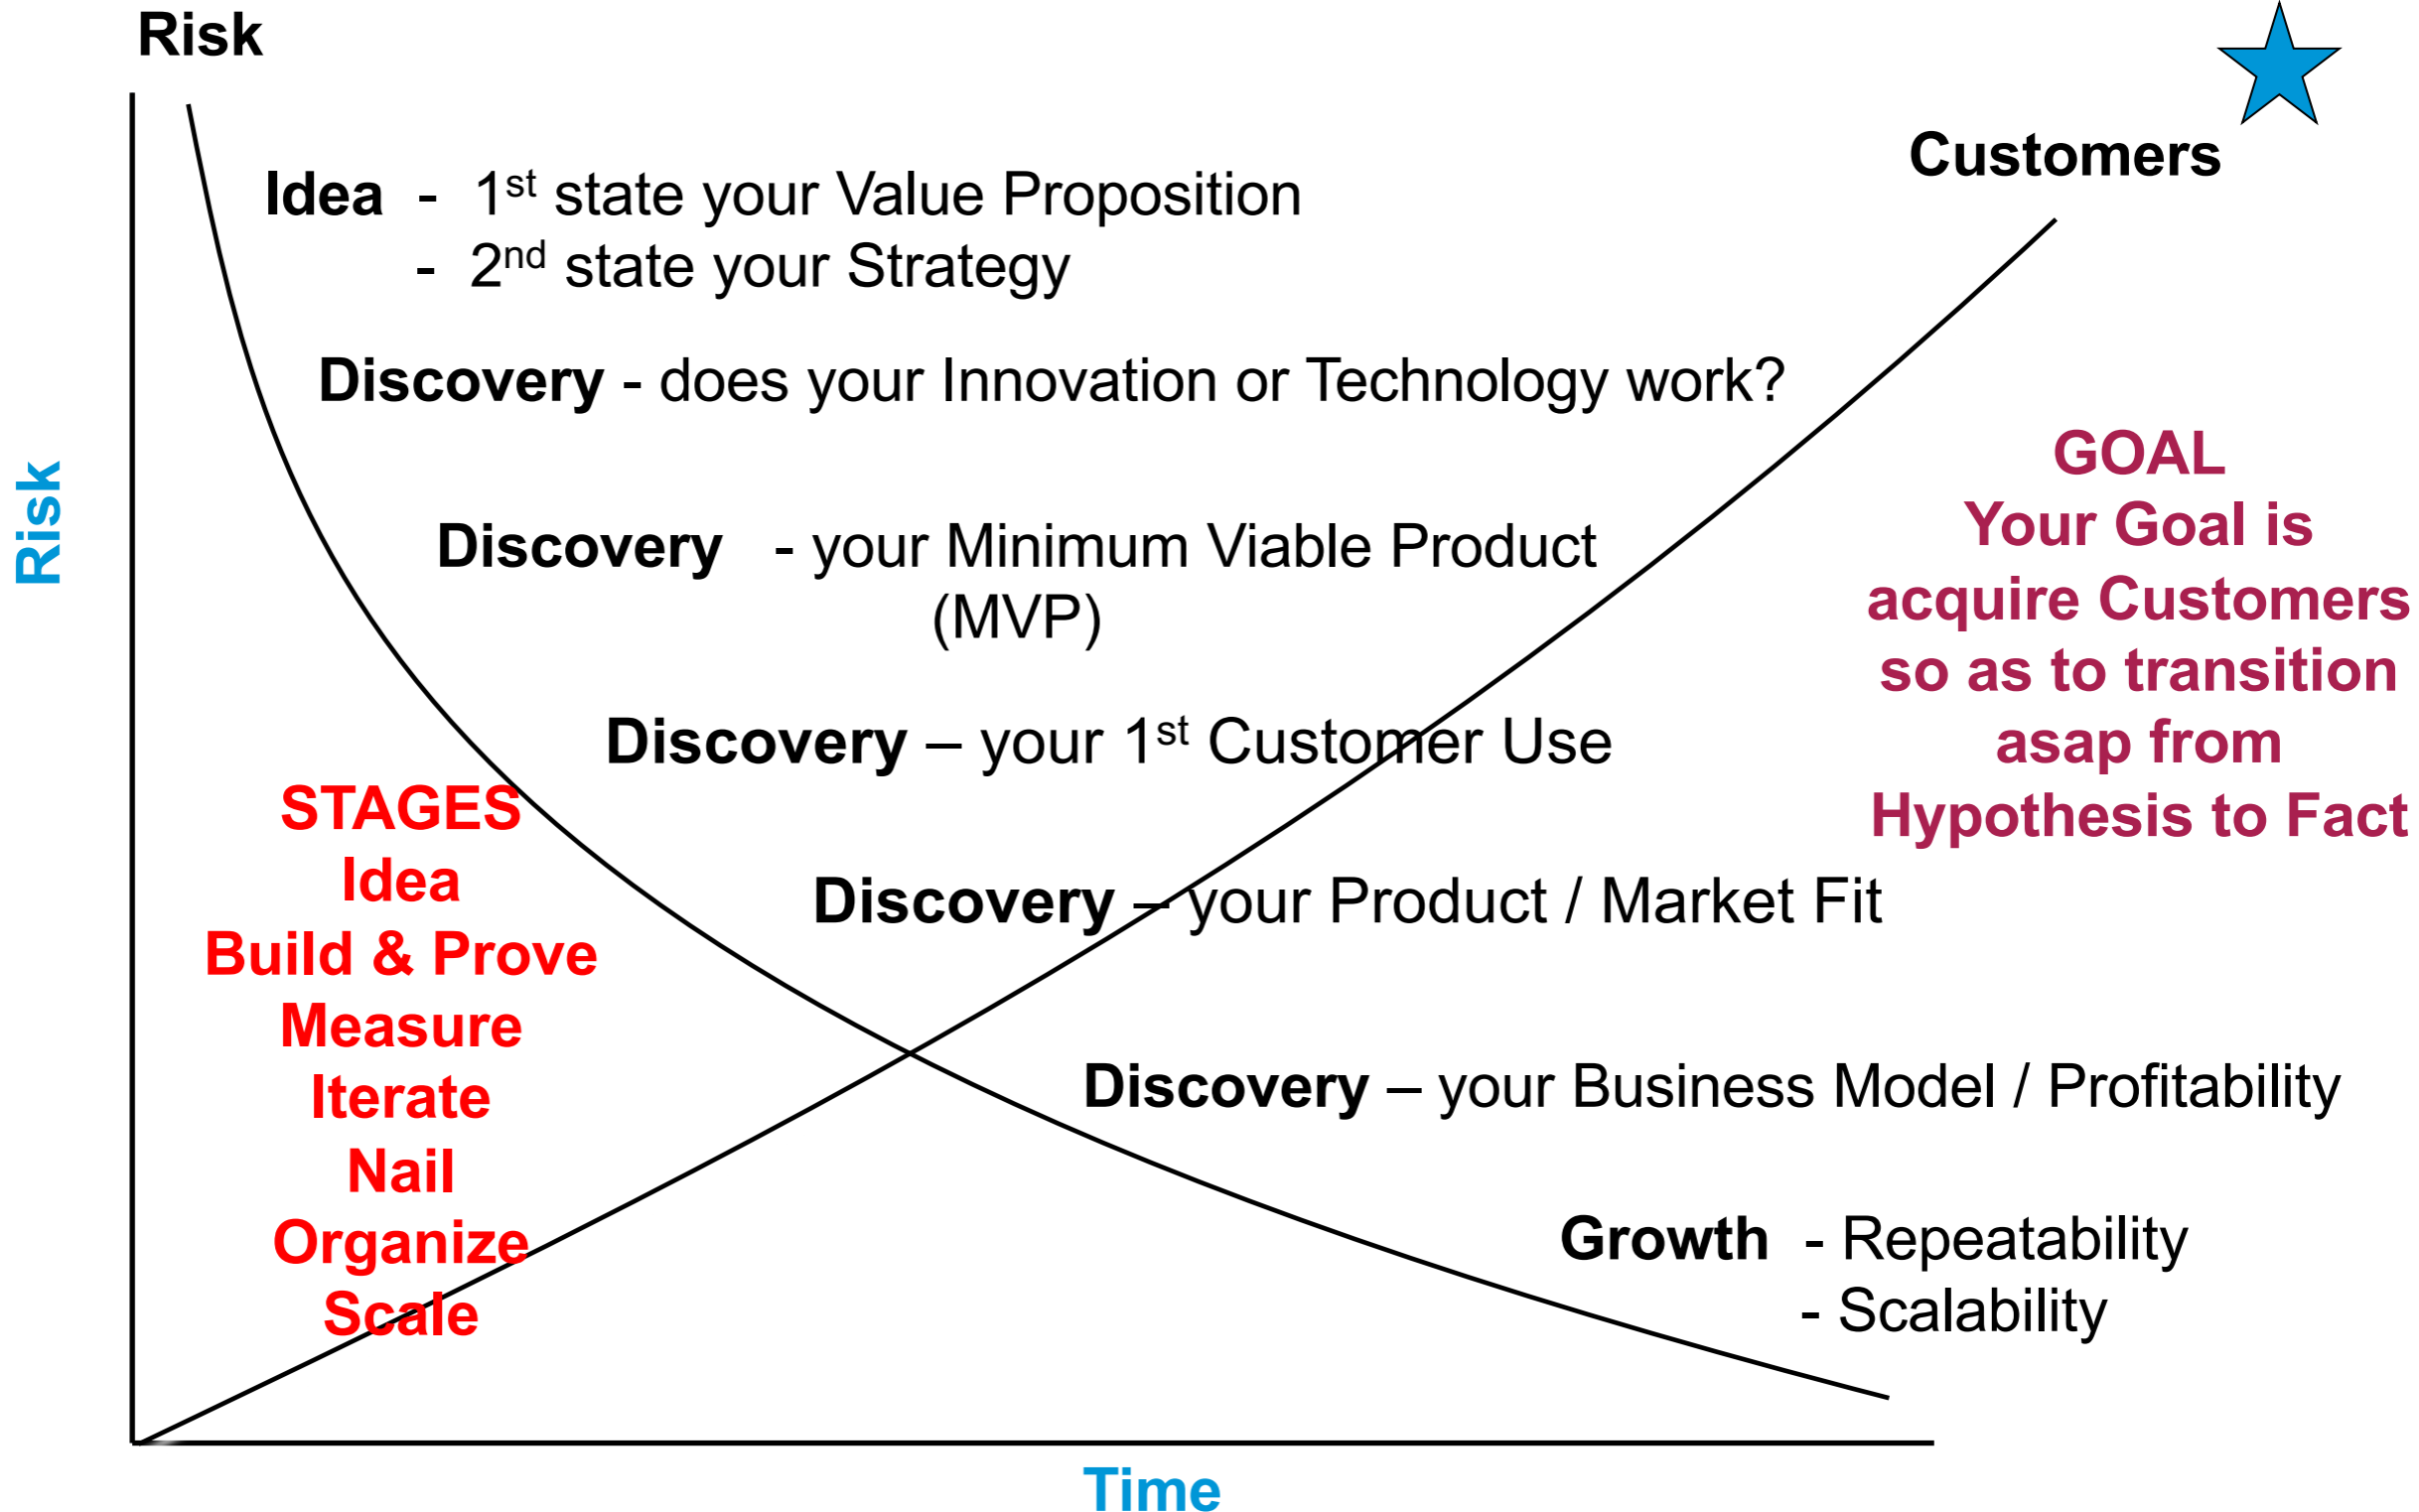 Risk
Customers
Idea - 1st state your Value Proposition
- 2nd state your Strategy
Discovery - does your Innovation or Technology work?
Discovery - your Minimum Viable Product
(MVP)
Discovery – your 1st Customer Use
Discovery – your Product / Market Fit
Discovery – your Business Model / Profitability
Growth - Repeatability
- Scalability
GOAL
Your Goal is
acquire Customers
so as to transition
asap from
Hypothesis to Fact
Risk
STAGES
Idea
Build & Prove
Measure
Iterate
Nail
Organize
Scale
Time